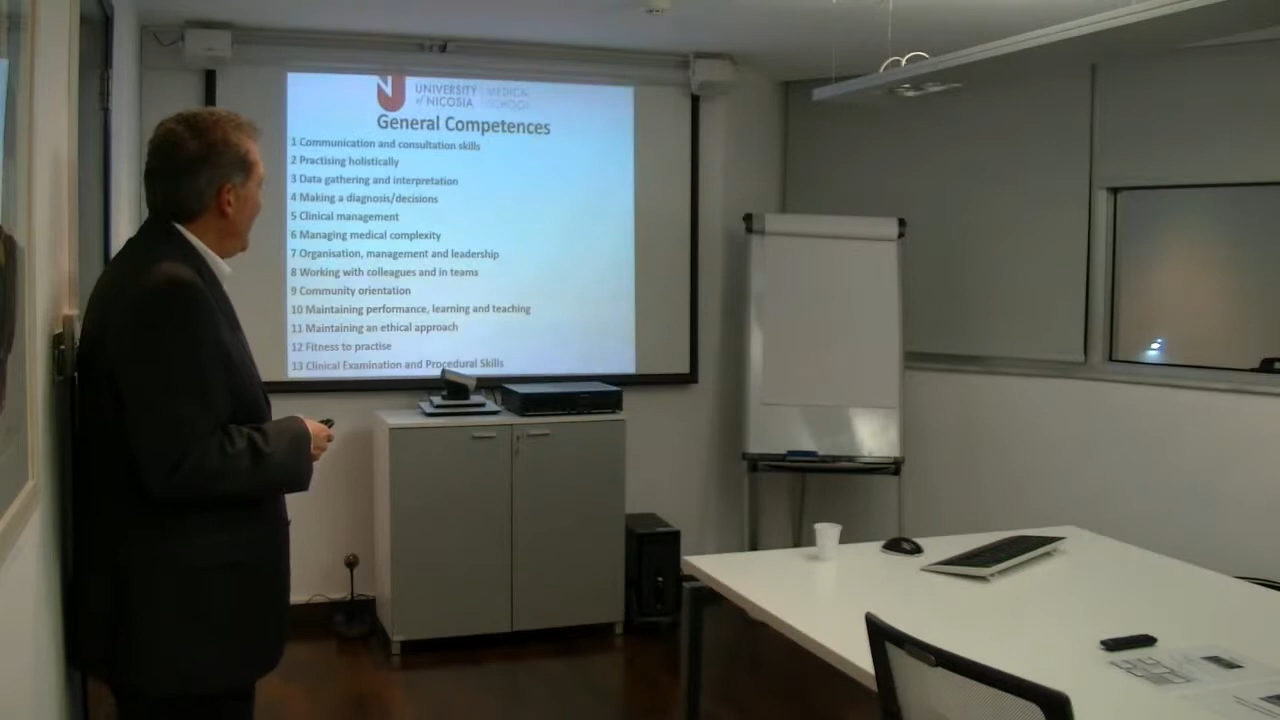 N
UNIVERSITY MEDICAL
of NICOSIA SCHOOL
General Competences
1 Communication and consultation skills
2 Practising holistically
3 Data gathering and interpretation
4 Making a diagnosis/decisions
5 Clinical management
6 Managing medical complexity
7 Organisation, management and leadership
8 Working with colleagues and in teams
9 Community orientation
10 Maintaining performance, learning and teaching
11 Maintaining an ethical approach
12 Fitness to practise
13 Clinical Examination and Procedural Skills